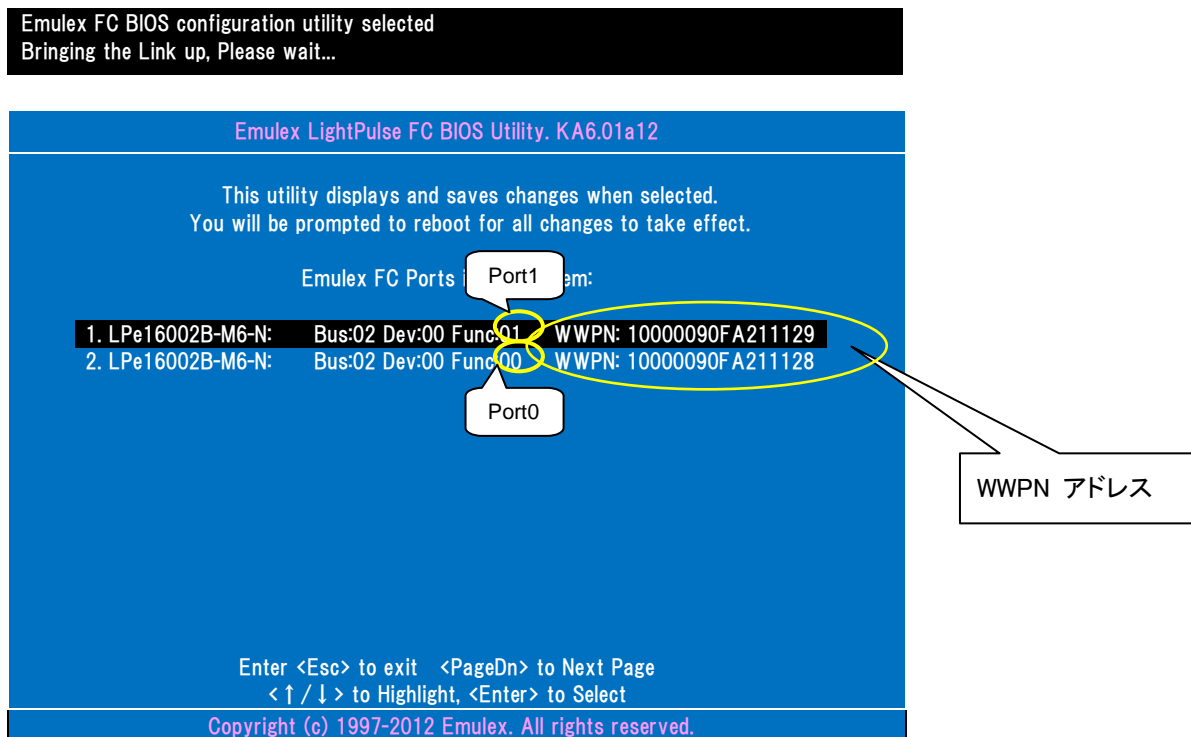 Emulex FC BIOS configuration utility selected
Bringing the Link up, Please wait...
Emulex LightPulse FC BIOS Utility. KA6.01a12
This utility displays and saves changes when selected.
You will be prompted to reboot for all changes to take effect.
Emulex FC Ports em:
Port1
1. LPe16002B-M6-N: Bus:02 Dev:00 Func:01 WWPN: 10000090FA211129
2. LPe16002B-M6-N: Bus:02 Dev:00 Func:00 WWPN: 10000090FA211128
Port0
WWPN アドレス
Enter <Esc> to exit <PageDn> to Next Page
<↑/↓> to Highlight, <Enter> to Select
Copyright (c) 1997-2012 Emulex. All rights reserved.